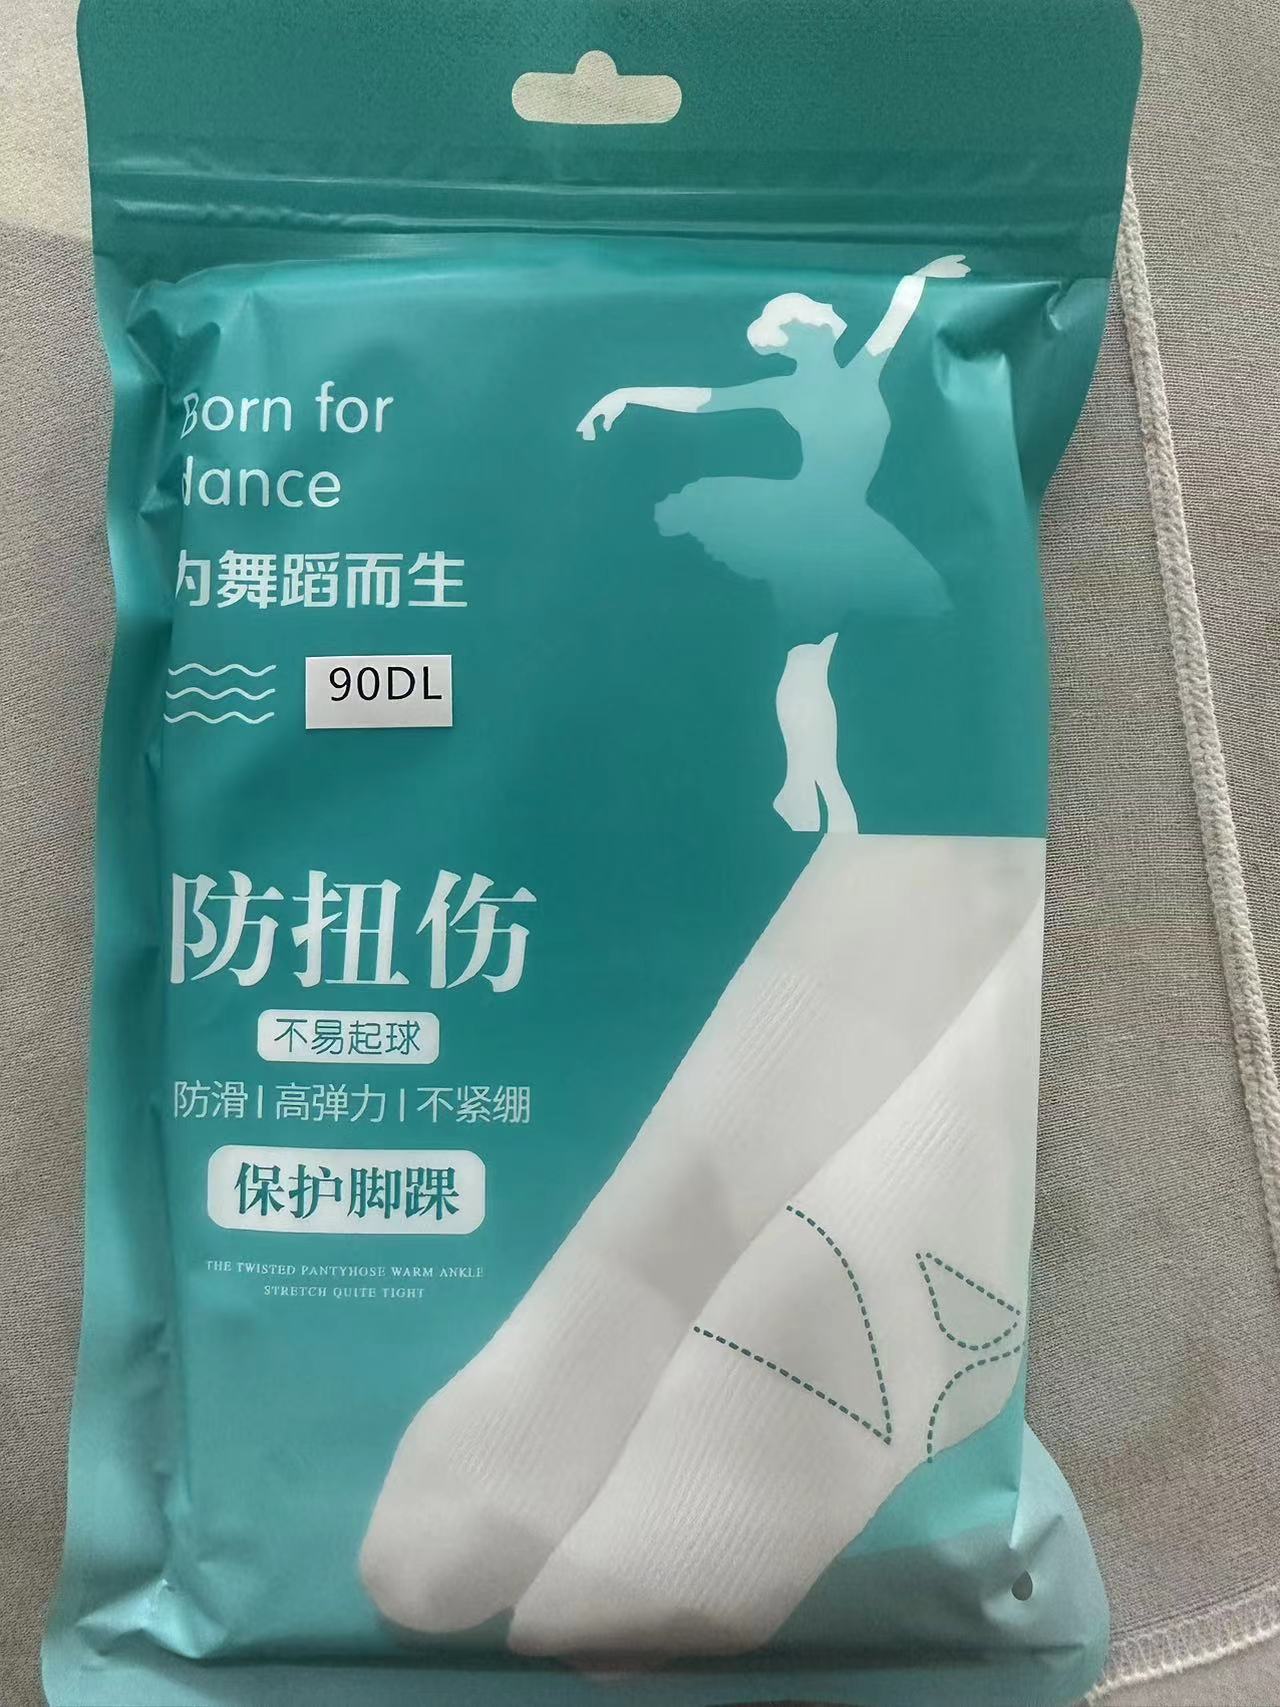 Born for
dance
为舞蹈而生
90DL
防扭伤
不易起球
防滑|高弹力|不紧绷
保护脚踝
THE TWISTED PANTYHOSE WARM ANKLE
STRETCH QUITE TIGHT